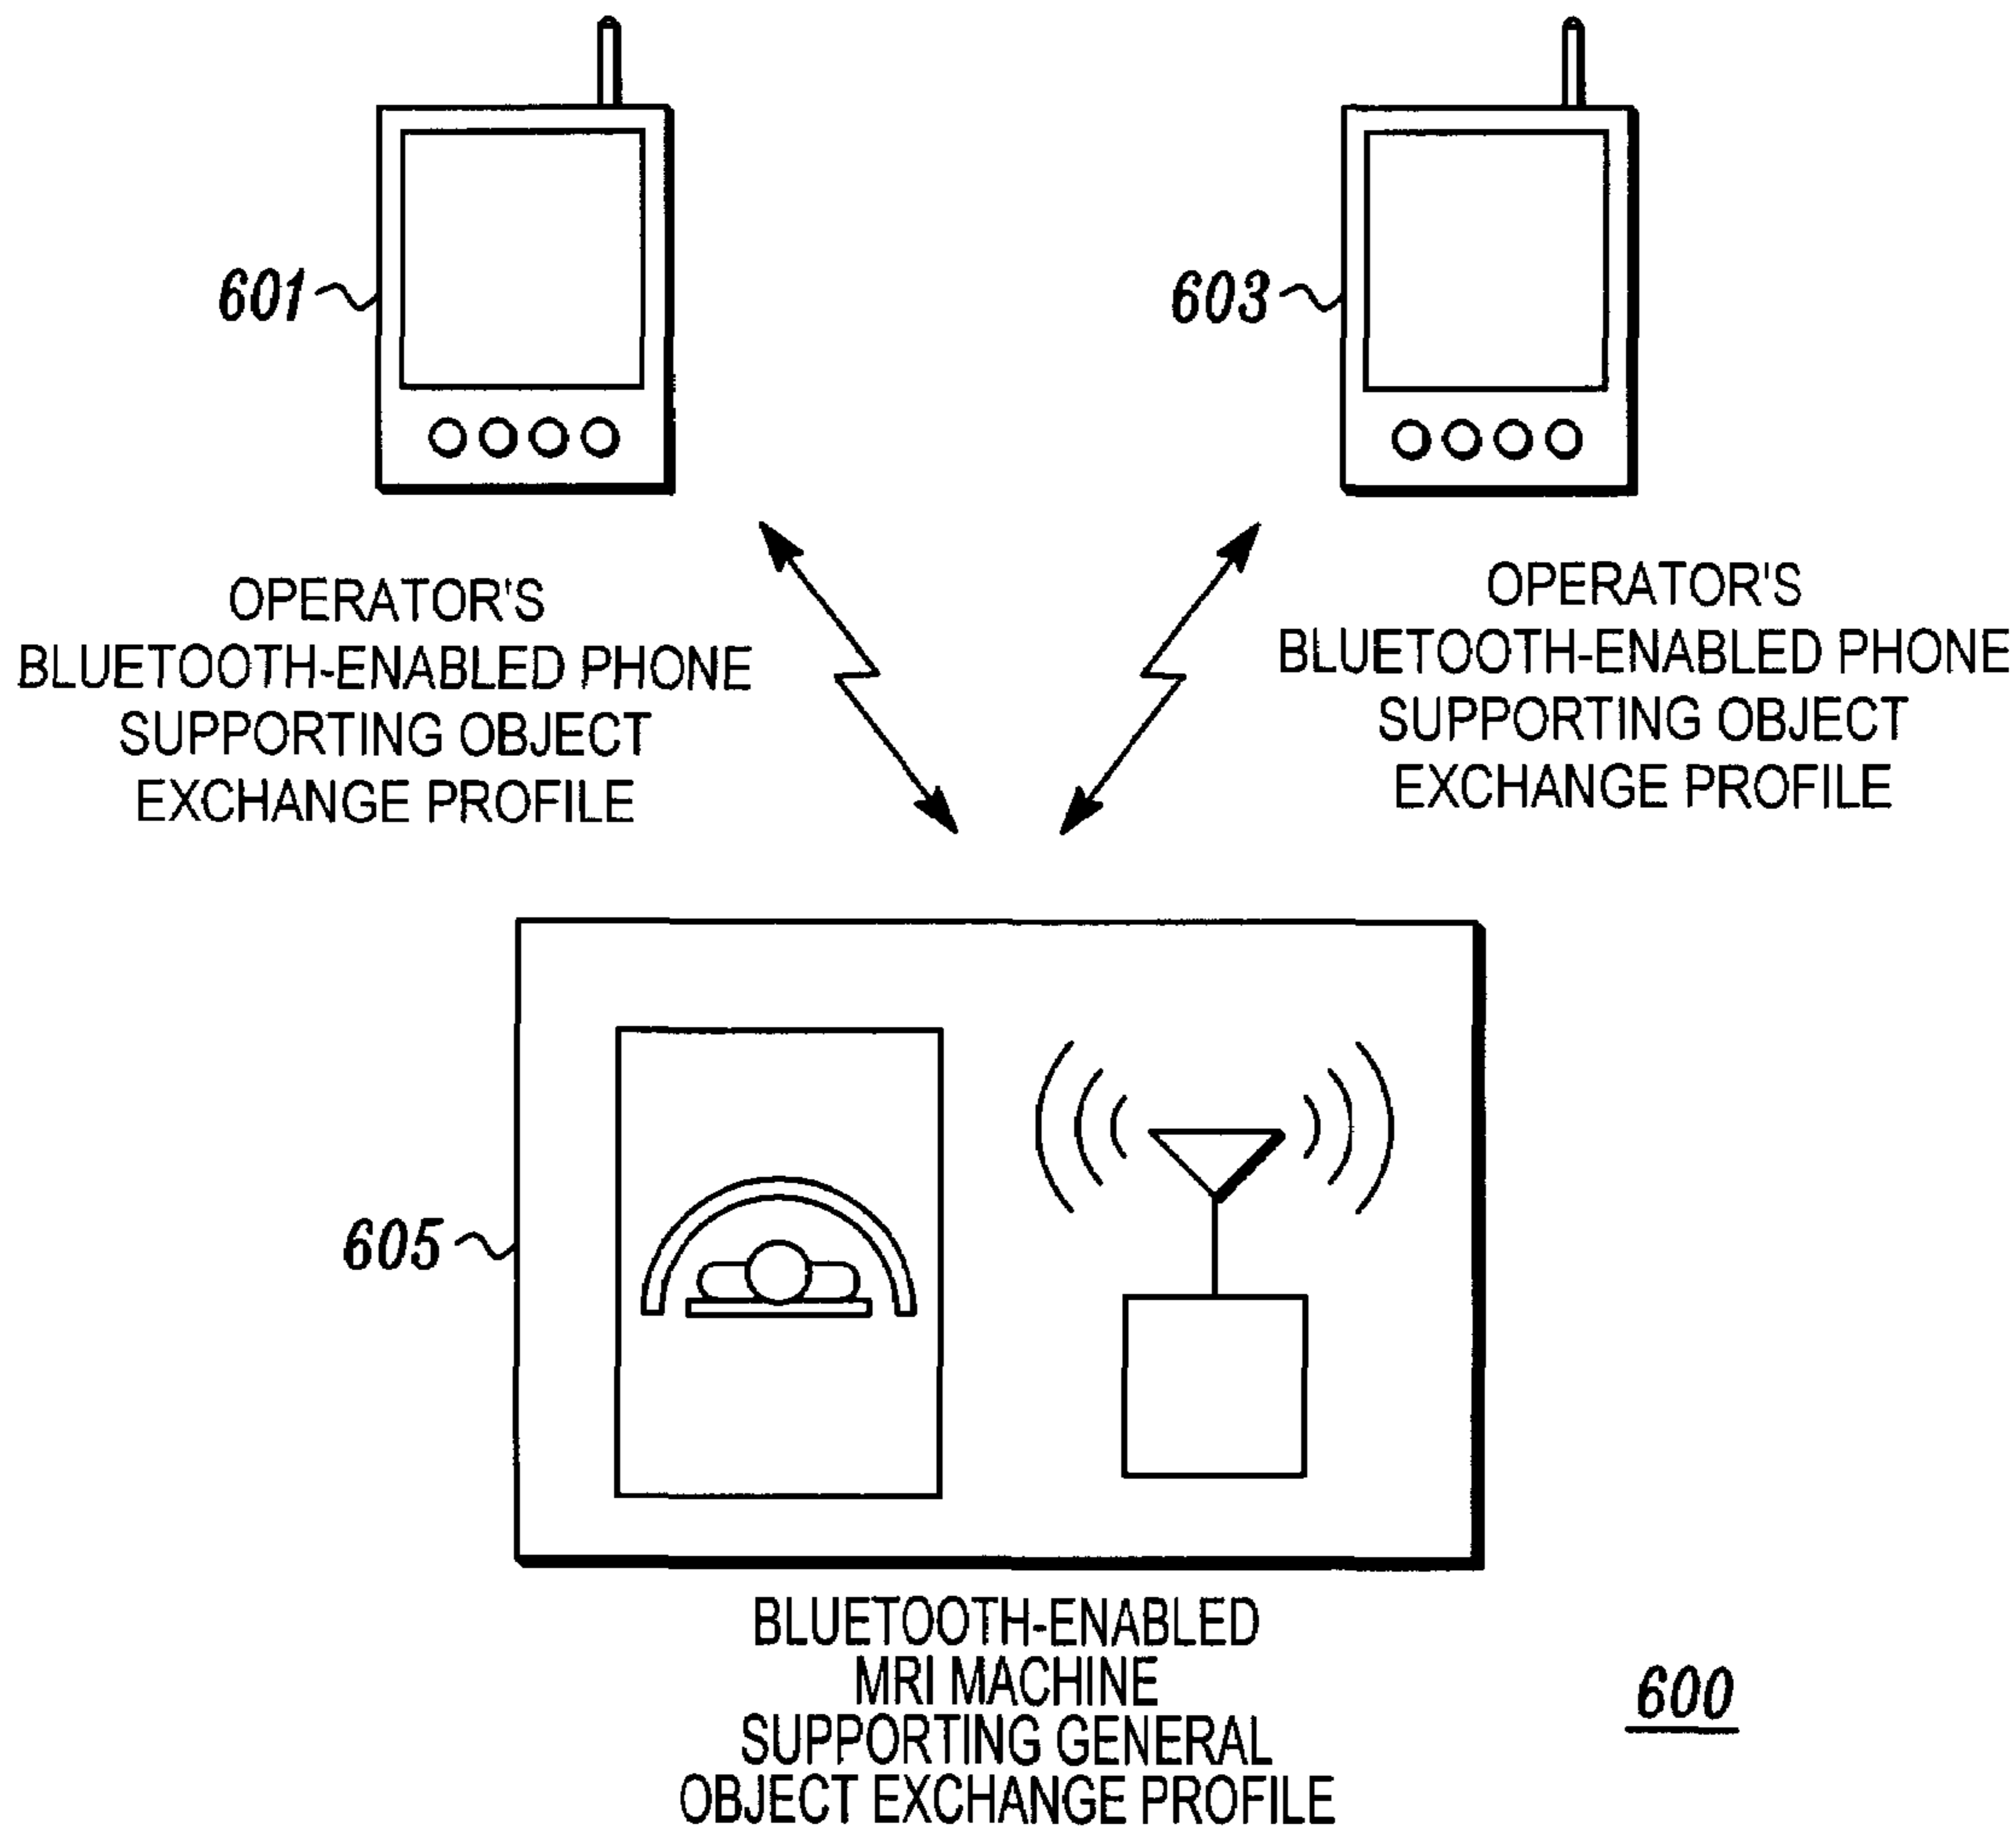 601
603
OPERATOR'S
BLUETOOTH-ENABLED PHONE
SUPPORTING OBJECT
EXCHANGE PROFILE
OPERATOR'S
BLUETOOTH-ENABLED PHONE
SUPPORTING OBJECT
EXCHANGE PROFILE
605
BLUETOOTH-ENABLED
MRI MACHINE
SUPPORTING GENERAL
OBJECT EXCHANGE PROFILE
600